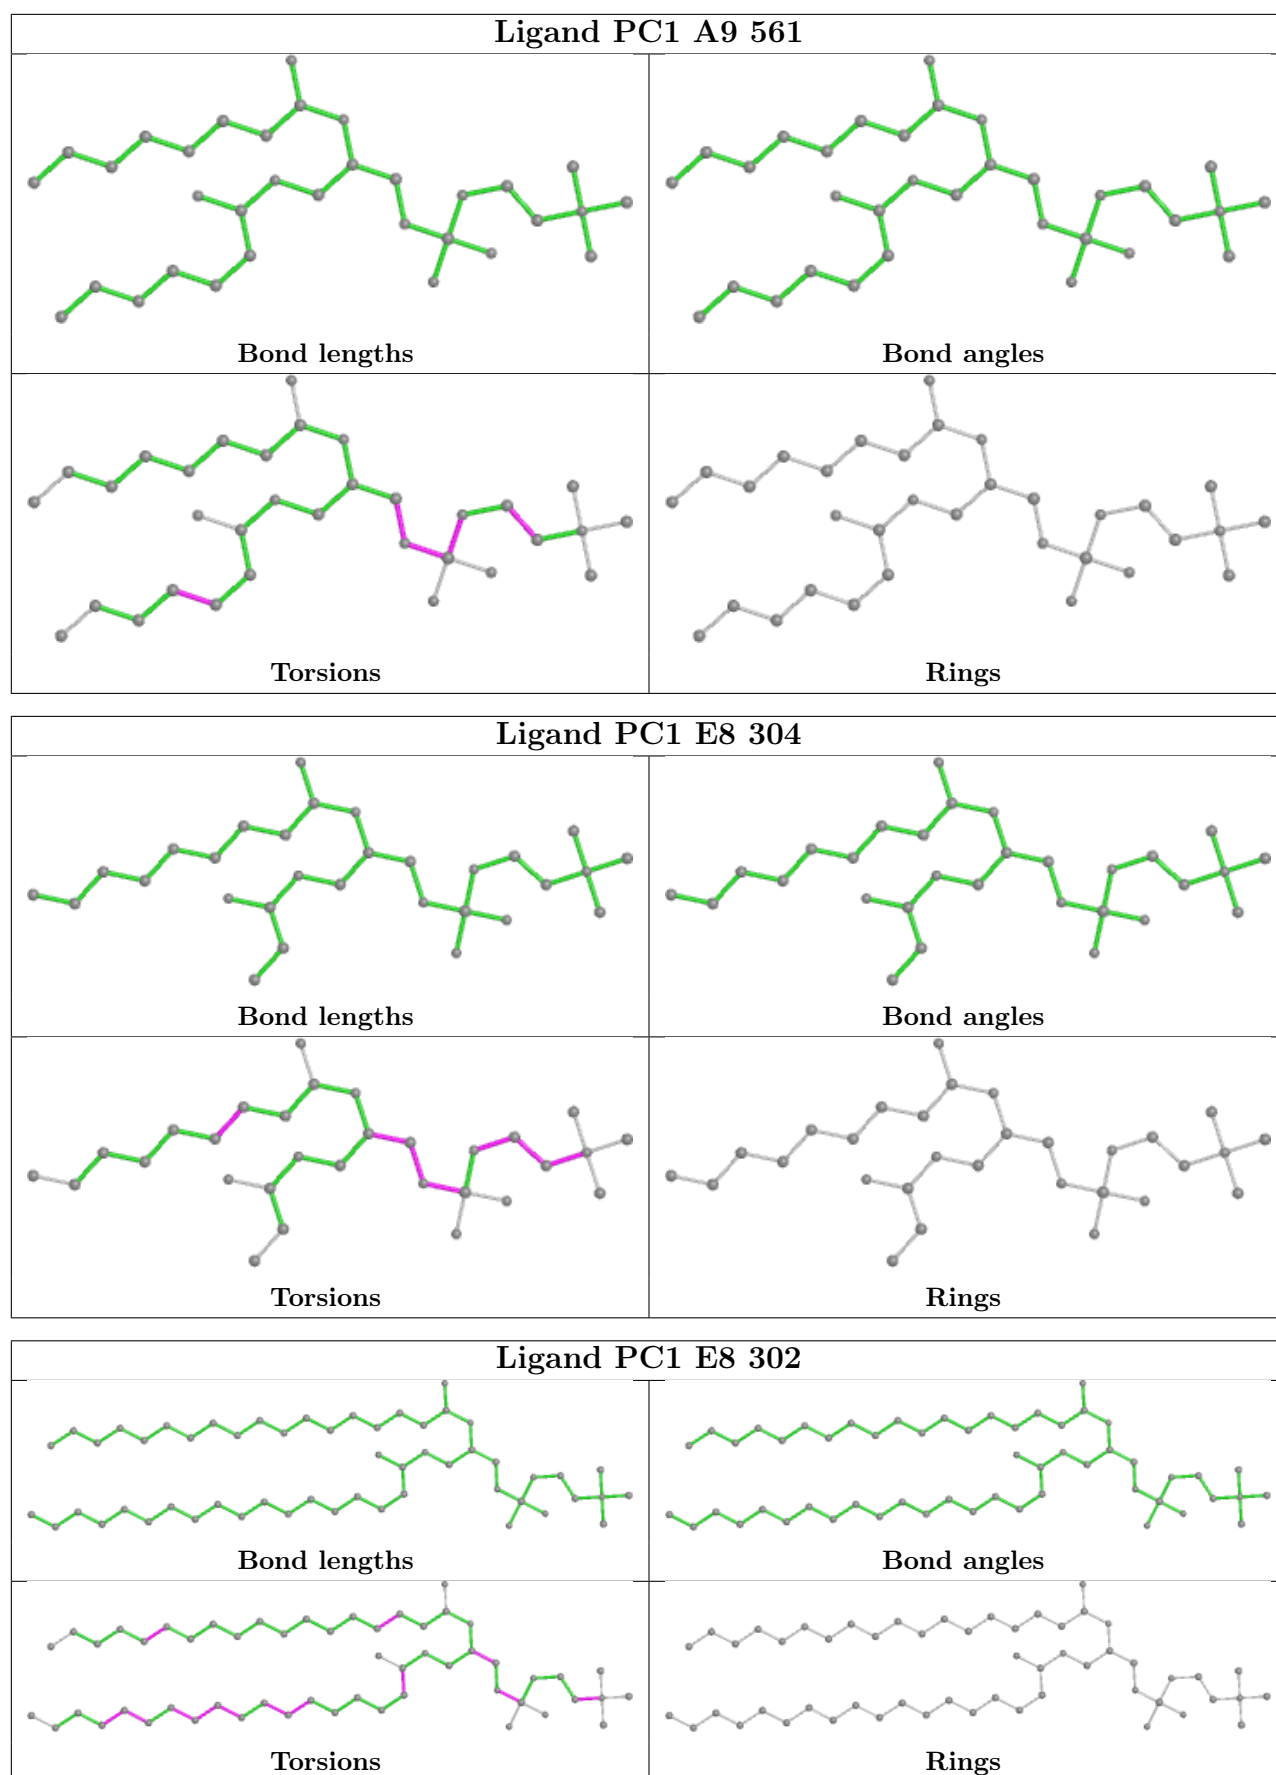 Ligand PC1 A9 561
Bond lengths
Bond angles
Torsions
Rings
Ligand PC1 E8 304
Bond lengths
Bond angles
Torsions
Rings
Ligand PC1 E8 302
Bond lengths
Bond angles
Torsions
Rings